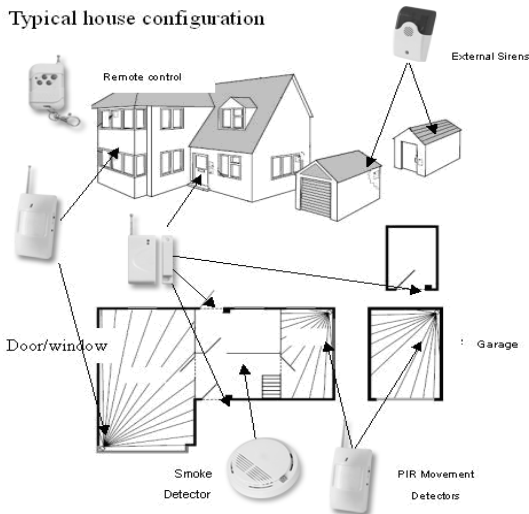 Typical house configuration
External Sirens
Remote control
Door/window
: Garage
Smoke
Detector
PIR Movement
Detectors